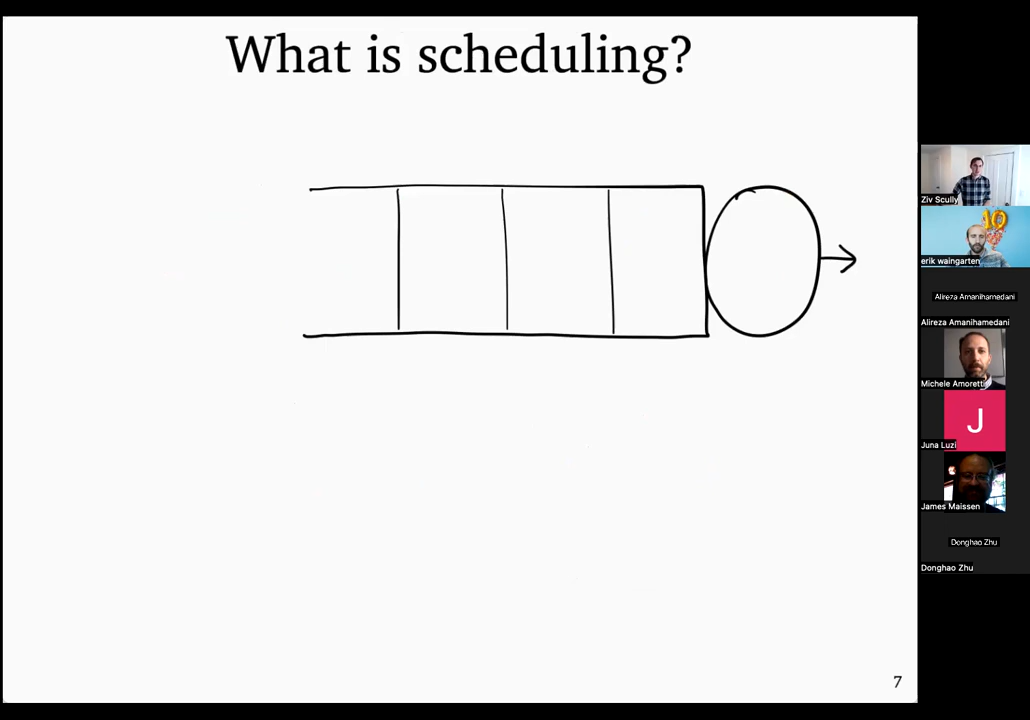 What is scheduling?
Ziv Scully
10
erik waingarten
Alireza Amanihamedani
Alireza Amanihamedani
Michele Amoretti
J
Juna Luzi
James Maissen
Donghao Zhu
Donghao Zhu
7